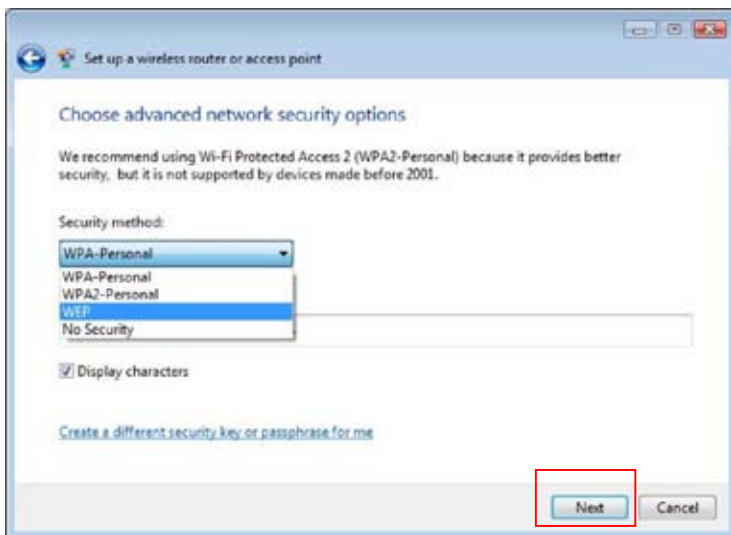 Set up a wireless router or access point
Choose advanced network security options
We recommend using Wi-Fi Protected Access 2 (WPA2-Personal) because it provides better
security, but it is not supported by devices made before 2001.
Security method:
WPA-Personal
WPA-Personal
WPA2-Personal
WEP
No Security
Display characters
Create a different security key or passphrase for me
Next
Cancel